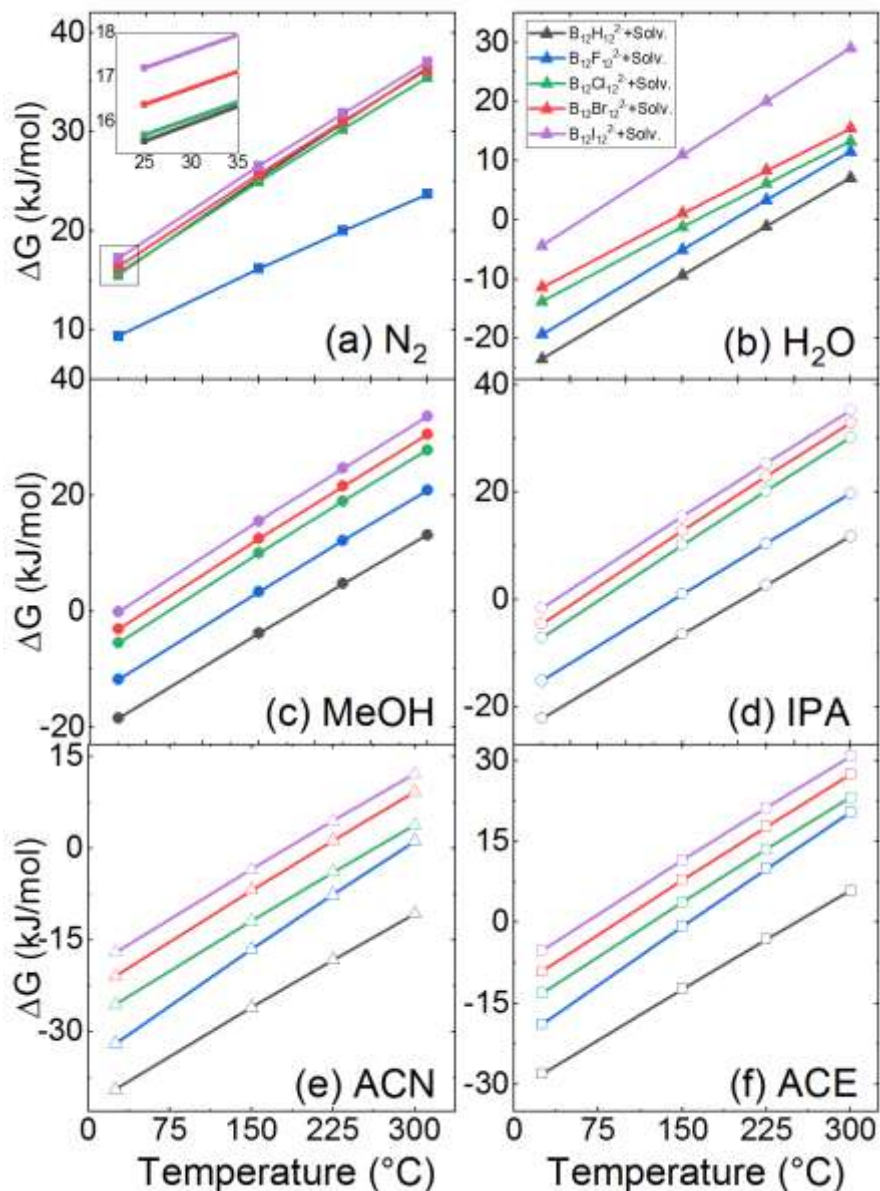 40
30
20
10
ΔG (kJ/mol)
18
17
16
25 30 35
(a) N₂
30
20
10
0
-10
-20
B₁₂H₁₂²⁻+Solv.
B₁₂F₁₂²⁻+Solv.
B₁₂Cl₁₂²⁻+Solv.
B₁₂Br₁₂²⁻+Solv.
B₁₂I₁₂²⁻+Solv.
(b) H₂O
40
20
0
-20
ΔG (kJ/mol)
(c) MeOH
40
20
0
-20
(d) IPA
15
0
-15
-30
ΔG (kJ/mol)
(e) ACN
0 75 150 225 300
Temperature (°C)
30
15
0
-15
-30
(f) ACE
0 75 150 225 300
Temperature (°C)